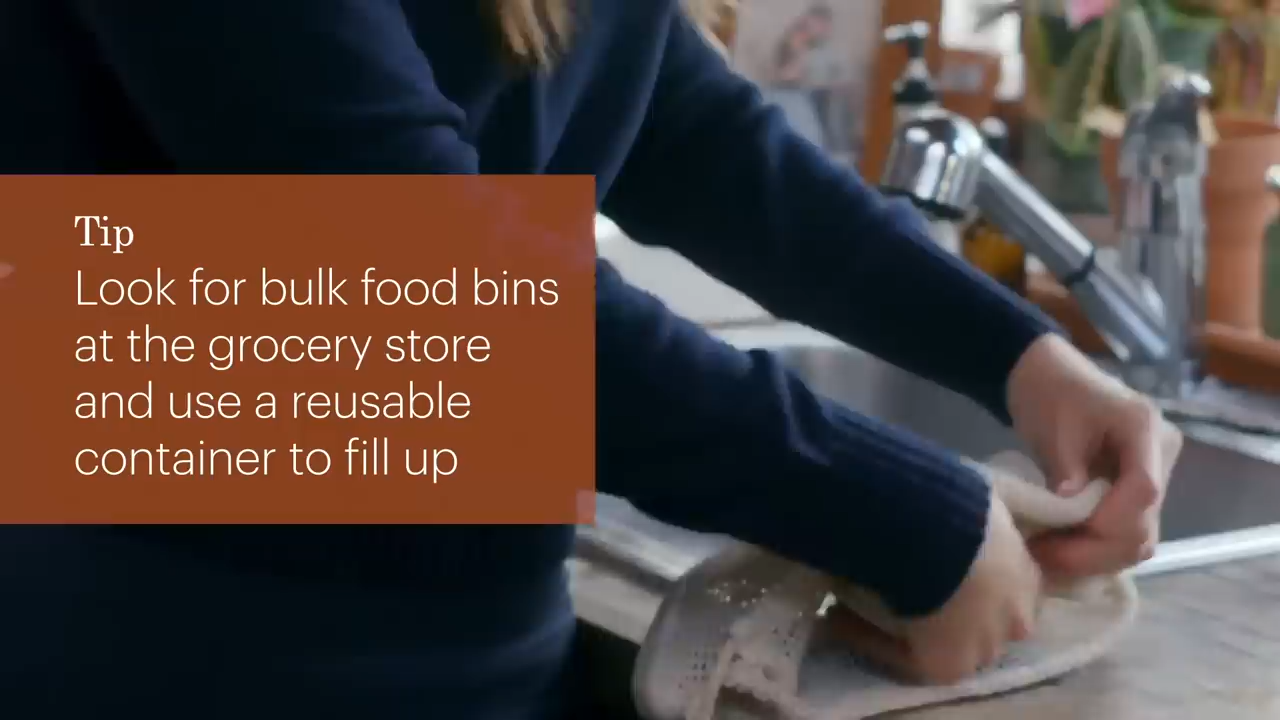 Tip
Look for bulk food bins
at the grocery store
and use a reusable
container to fill up